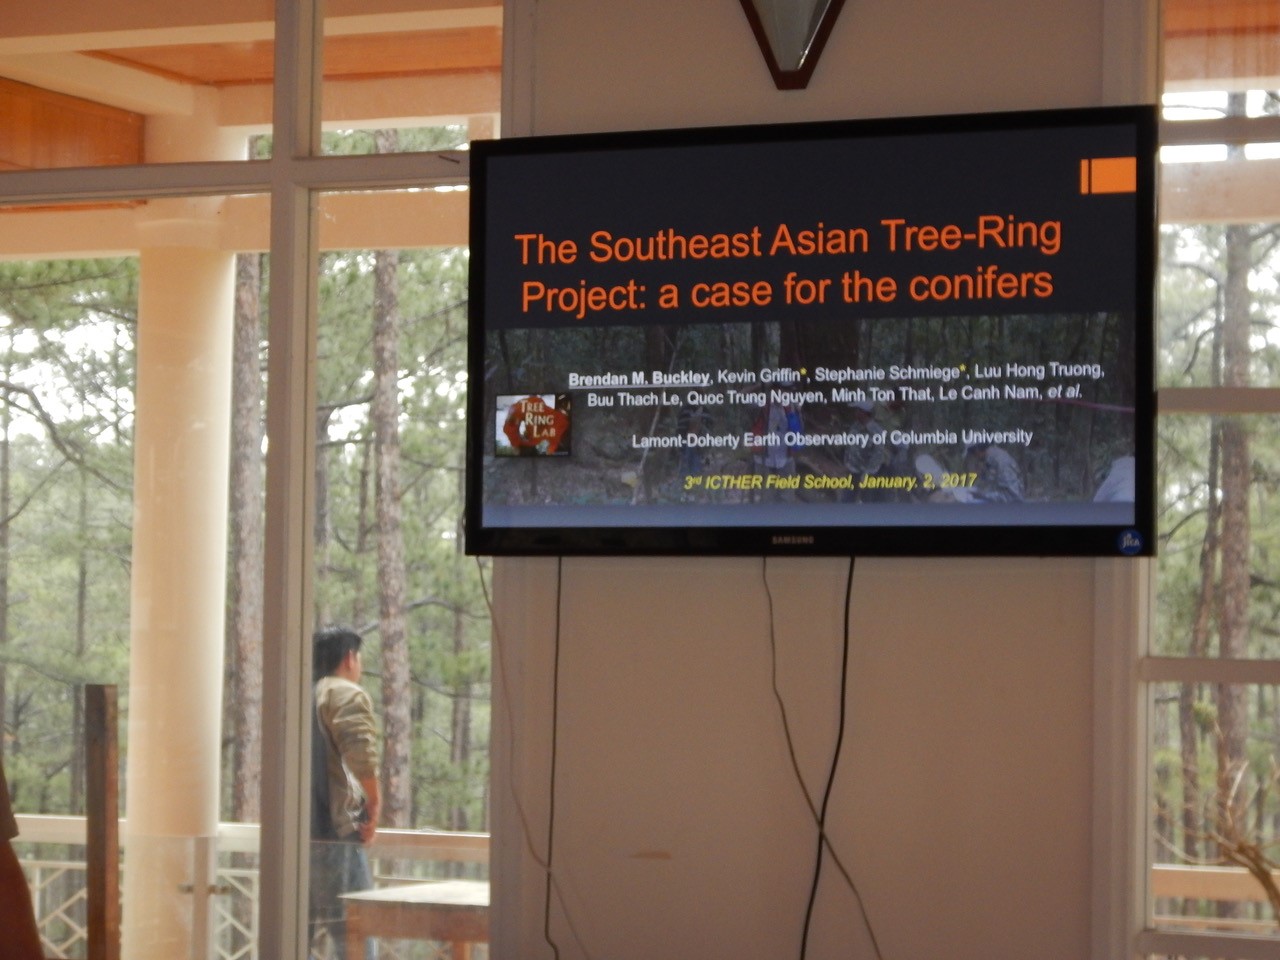 The Southeast Asian Tree-Ring
Project: a case for the conifers
Brendan M. Buckley, Kevin Griffin*, Stephanie Schmiege*, Luu Hong Truong,
Buu Thach Le, Quoc Trung Nguyen, Minh Ton That, Le Canh Nam, et al.
TREE
RING
LAB
Lamont-Doherty Earth Observatory of Columbia University
3rd ICTHER Field School, January. 2, 2017
SAMSUNG
jica